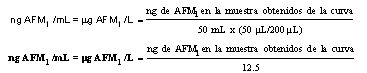 ng AFM1 /mL = µg AFM1 /L = ng de AFM1 en la muestra obtenidos de la curva
50 mL x (50 µL/200 µL)
ng AFM1 /mL = µg AFM1 /L = ng de AFM1 en la muestra obtenidos de la curva
12.5